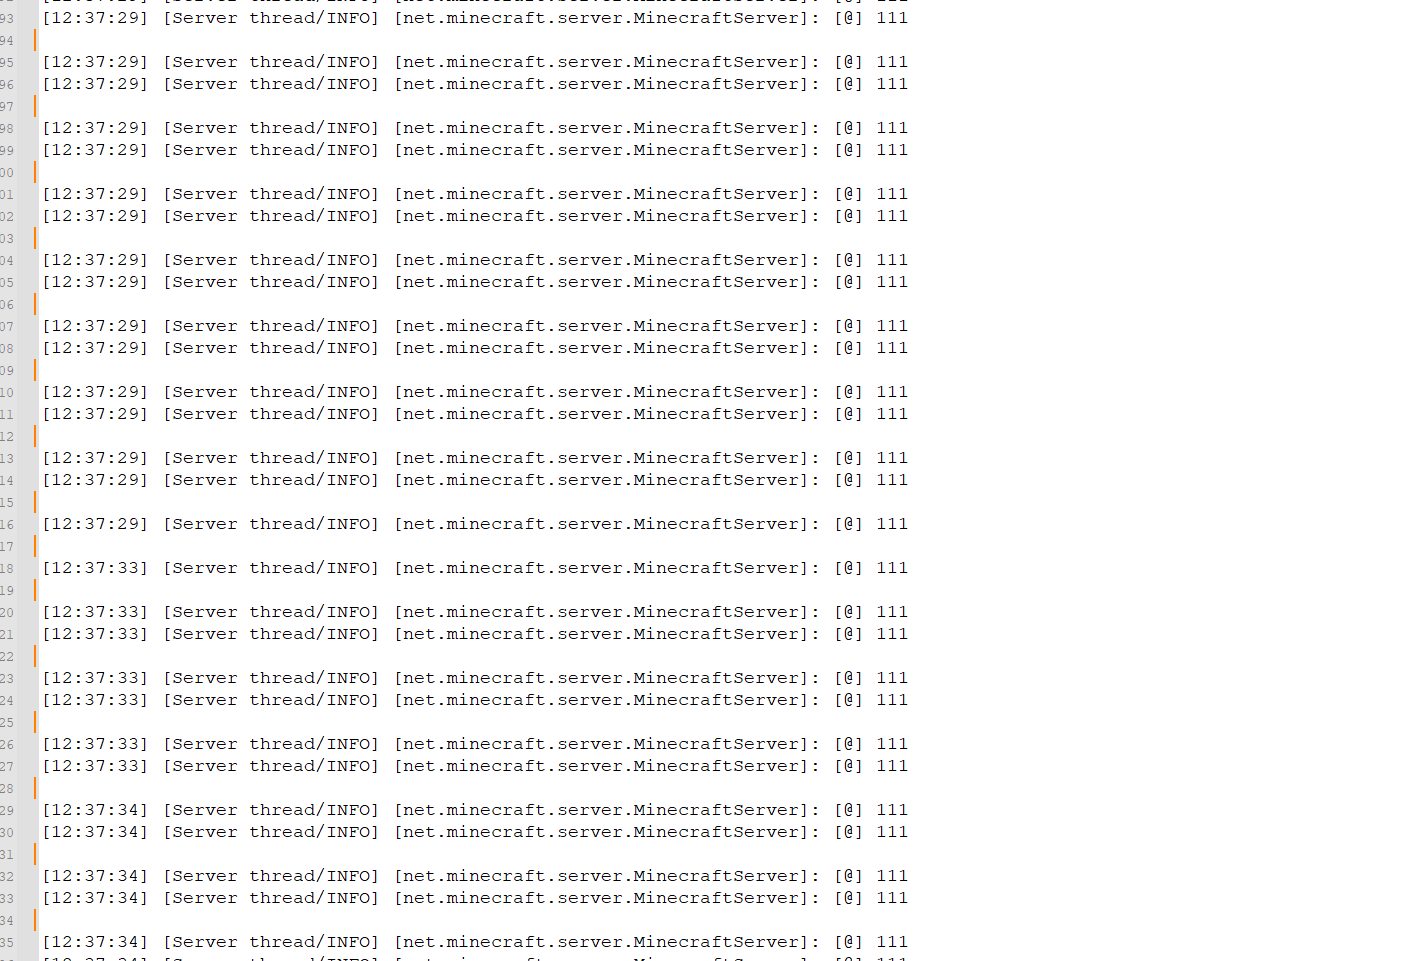 93 [12:37:29] [Server thread/INFO] [net.minecraft.server.MinecraftServer]: [@] 111
94
95 [12:37:29] [Server thread/INFO] [net.minecraft.server.MinecraftServer]: [@] 111
96 [12:37:29] [Server thread/INFO] [net.minecraft.server.MinecraftServer]: [@] 111
97
98 [12:37:29] [Server thread/INFO] [net.minecraft.server.MinecraftServer]: [@] 111
99 [12:37:29] [Server thread/INFO] [net.minecraft.server.MinecraftServer]: [@] 111
00
01 [12:37:29] [Server thread/INFO] [net.minecraft.server.MinecraftServer]: [@] 111
02 [12:37:29] [Server thread/INFO] [net.minecraft.server.MinecraftServer]: [@] 111
03
04 [12:37:29] [Server thread/INFO] [net.minecraft.server.MinecraftServer]: [@] 111
05 [12:37:29] [Server thread/INFO] [net.minecraft.server.MinecraftServer]: [@] 111
06
07 [12:37:29] [Server thread/INFO] [net.minecraft.server.MinecraftServer]: [@] 111
08 [12:37:29] [Server thread/INFO] [net.minecraft.server.MinecraftServer]: [@] 111
09
10 [12:37:29] [Server thread/INFO] [net.minecraft.server.MinecraftServer]: [@] 111
11 [12:37:29] [Server thread/INFO] [net.minecraft.server.MinecraftServer]: [@] 111
12
13 [12:37:29] [Server thread/INFO] [net.minecraft.server.MinecraftServer]: [@] 111
14 [12:37:29] [Server thread/INFO] [net.minecraft.server.MinecraftServer]: [@] 111
15
16 [12:37:29] [Server thread/INFO] [net.minecraft.server.MinecraftServer]: [@] 111
17
18 [12:37:33] [Server thread/INFO] [net.minecraft.server.MinecraftServer]: [@] 111
19
20 [12:37:33] [Server thread/INFO] [net.minecraft.server.MinecraftServer]: [@] 111
21 [12:37:33] [Server thread/INFO] [net.minecraft.server.MinecraftServer]: [@] 111
22
23 [12:37:33] [Server thread/INFO] [net.minecraft.server.MinecraftServer]: [@] 111
24 [12:37:33] [Server thread/INFO] [net.minecraft.server.MinecraftServer]: [@] 111
25
26 [12:37:33] [Server thread/INFO] [net.minecraft.server.MinecraftServer]: [@] 111
27 [12:37:33] [Server thread/INFO] [net.minecraft.server.MinecraftServer]: [@] 111
28
29 [12:37:34] [Server thread/INFO] [net.minecraft.server.MinecraftServer]: [@] 111
30 [12:37:34] [Server thread/INFO] [net.minecraft.server.MinecraftServer]: [@] 111
31
32 [12:37:34] [Server thread/INFO] [net.minecraft.server.MinecraftServer]: [@] 111
33 [12:37:34] [Server thread/INFO] [net.minecraft.server.MinecraftServer]: [@] 111
34
35 [12:37:34] [Server thread/INFO] [net.minecraft.server.MinecraftServer]: [@] 111